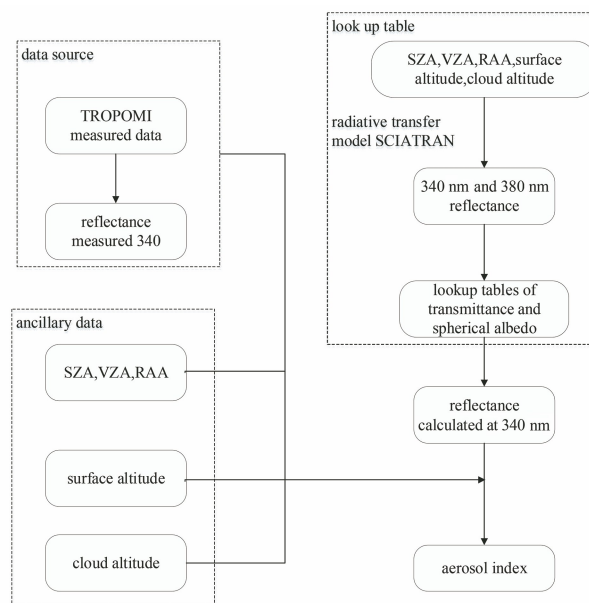 data source
TROPOMI
measured data
reflectance
measured 340
ancillary data
SZA,VZA,RAA
surface altitude
cloud altitude
look up table
SZA,VZA,RAA,surface
altitude,cloud altitude
radiative transfer
model SCIATRAN
340 nm and 380 nm
reflectance
lookup tables of
transmittance and
spherical albedo
reflectance
calculated at 340 nm
aerosol index